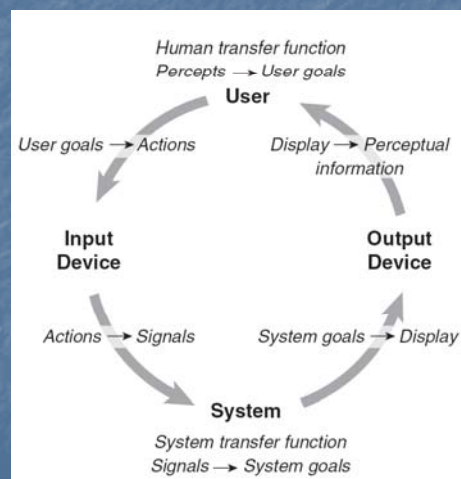 Human transfer function
Percepts → User goals
User
User goals → Actions
Display → Perceptual
information
Input
Device
Output
Device
Actions → Signals
System goals → Display
System
System transfer function
Signals → System goals